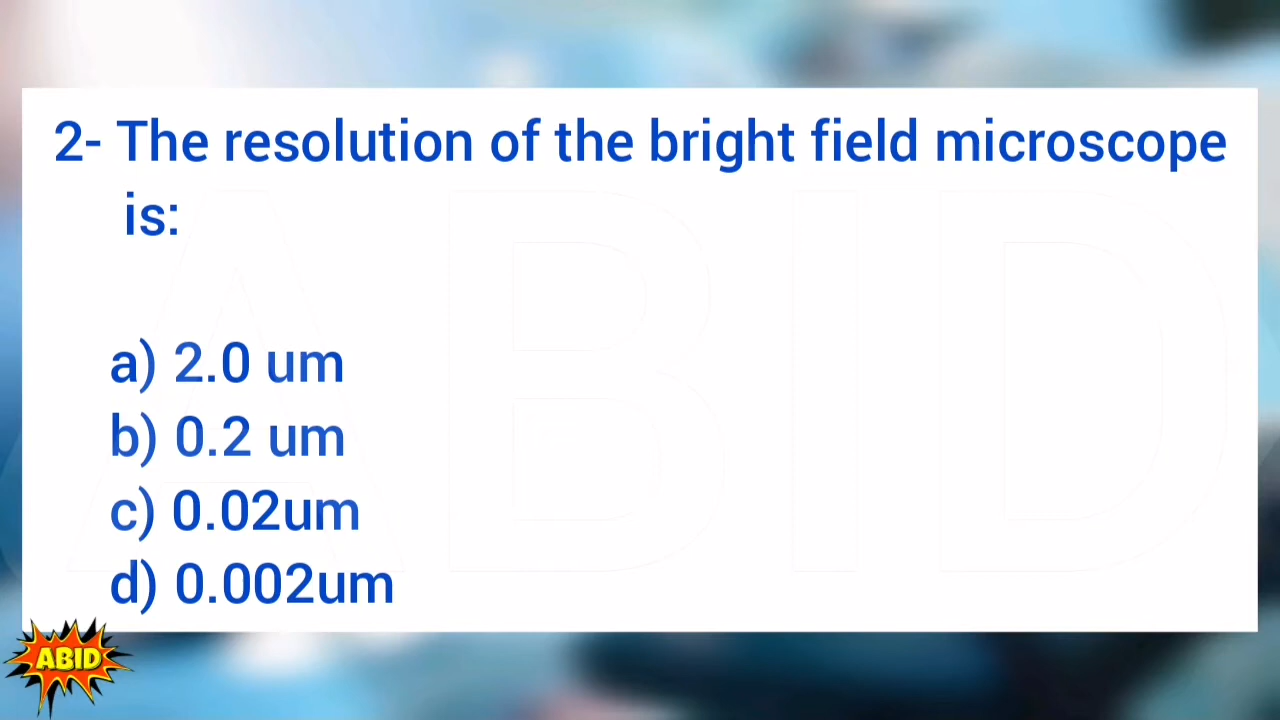 2- The resolution of the bright field microscope
is:
a) 2.0 um
b) 0.2 um
c) 0.02um
d) 0.002um
ABID